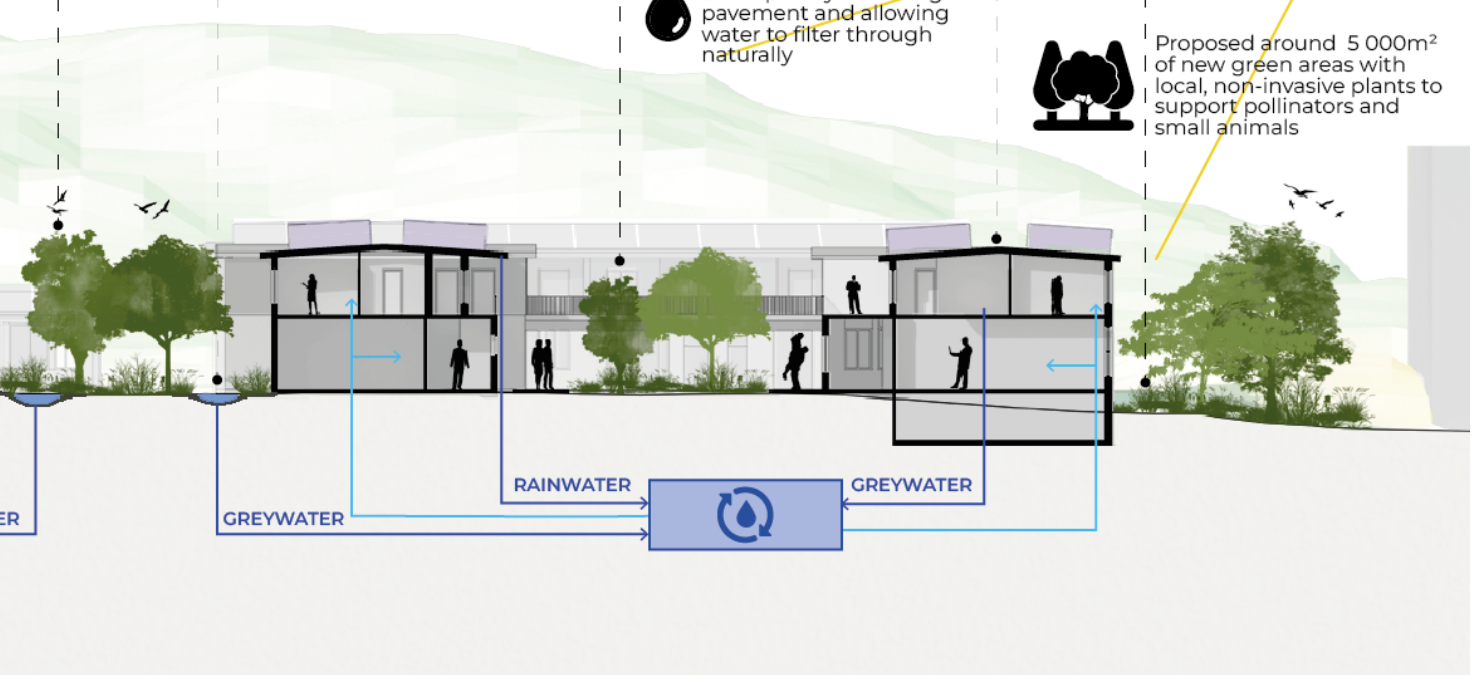 pavement and allowing
water to filter through
naturally
Proposed around 5 000m²
of new green areas with
local, non-invasive plants to
support pollinators and
small animals
RAINWATER
GREYWATER
GREYWATER
ER